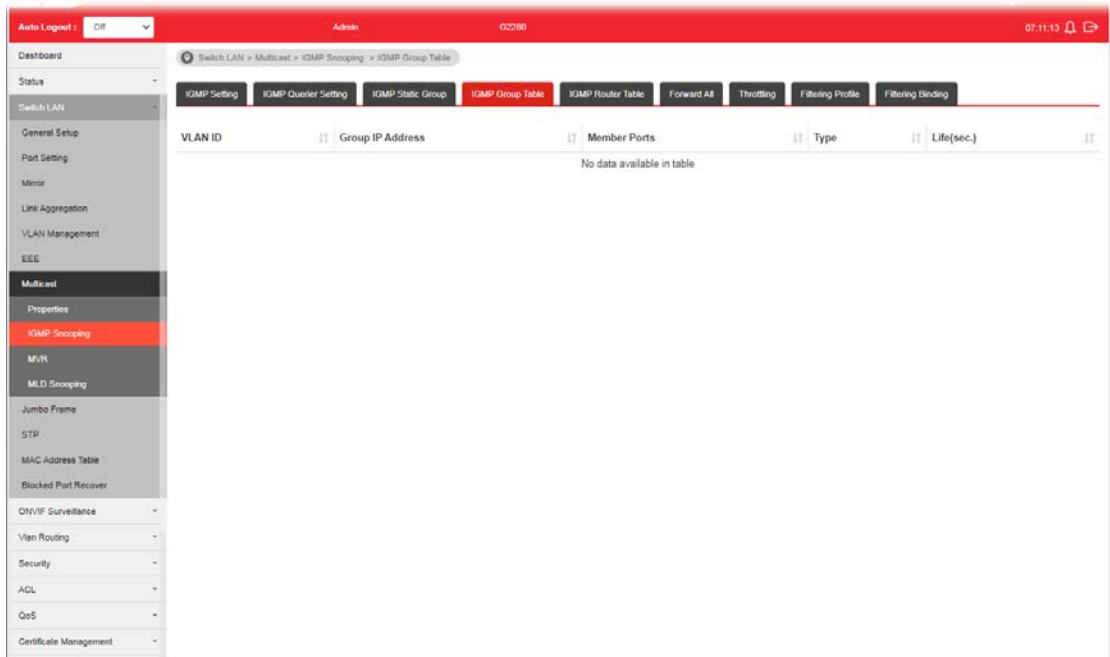 Auto Logout : Off Admin G2280 07:11:13
Dashboard
Switch LAN > Multicast > IGMP Snooping > IGMP Group Table
Status
IGMP Setting IGMP Querier Setting IGMP Static Group IGMP Group Table IGMP Router Table Forward All Throttling Filtering Profile Filtering Binding
Switch LAN
General Setup
VLAN ID Group IP Address Member Ports Type Life(sec.)
Port Setting
No data available in table
Mirror
Link Aggregation
VLAN Management
EEE
Multicast
Properties
IGMP Snooping
MVR
MLD Snooping
Jumbo Frame
STP
MAC Address Table
Blocked Port Recover
ONVIF Surveillance
Vlan Routing
Security
ACL
QoS
Certificate Management